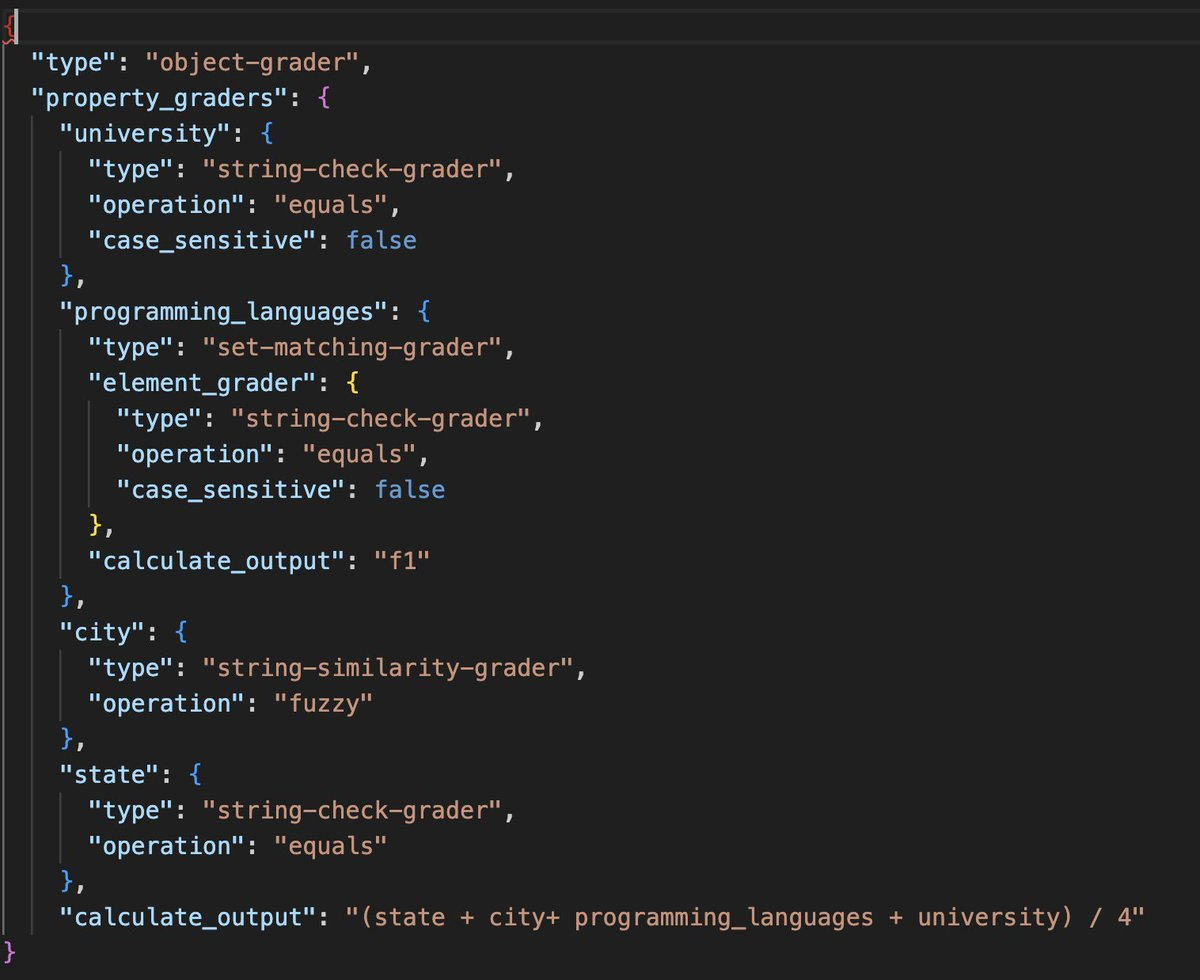 {
  "type": "object-grader",
  "property_graders": {
    "university": {
      "type": "string-check-grader",
      "operation": "equals",
      "case_sensitive": false
    },
    "programming_languages": {
      "type": "set-matching-grader",
      "element_grader": {
        "type": "string-check-grader",
        "operation": "equals",
        "case_sensitive": false
      },
      "calculate_output": "f1"
    },
    "city": {
      "type": "string-similarity-grader",
      "operation": "fuzzy"
    },
    "state": {
      "type": "string-check-grader",
      "operation": "equals"
    },
    "calculate_output": "(state + city+ programming_languages + university) / 4"
}